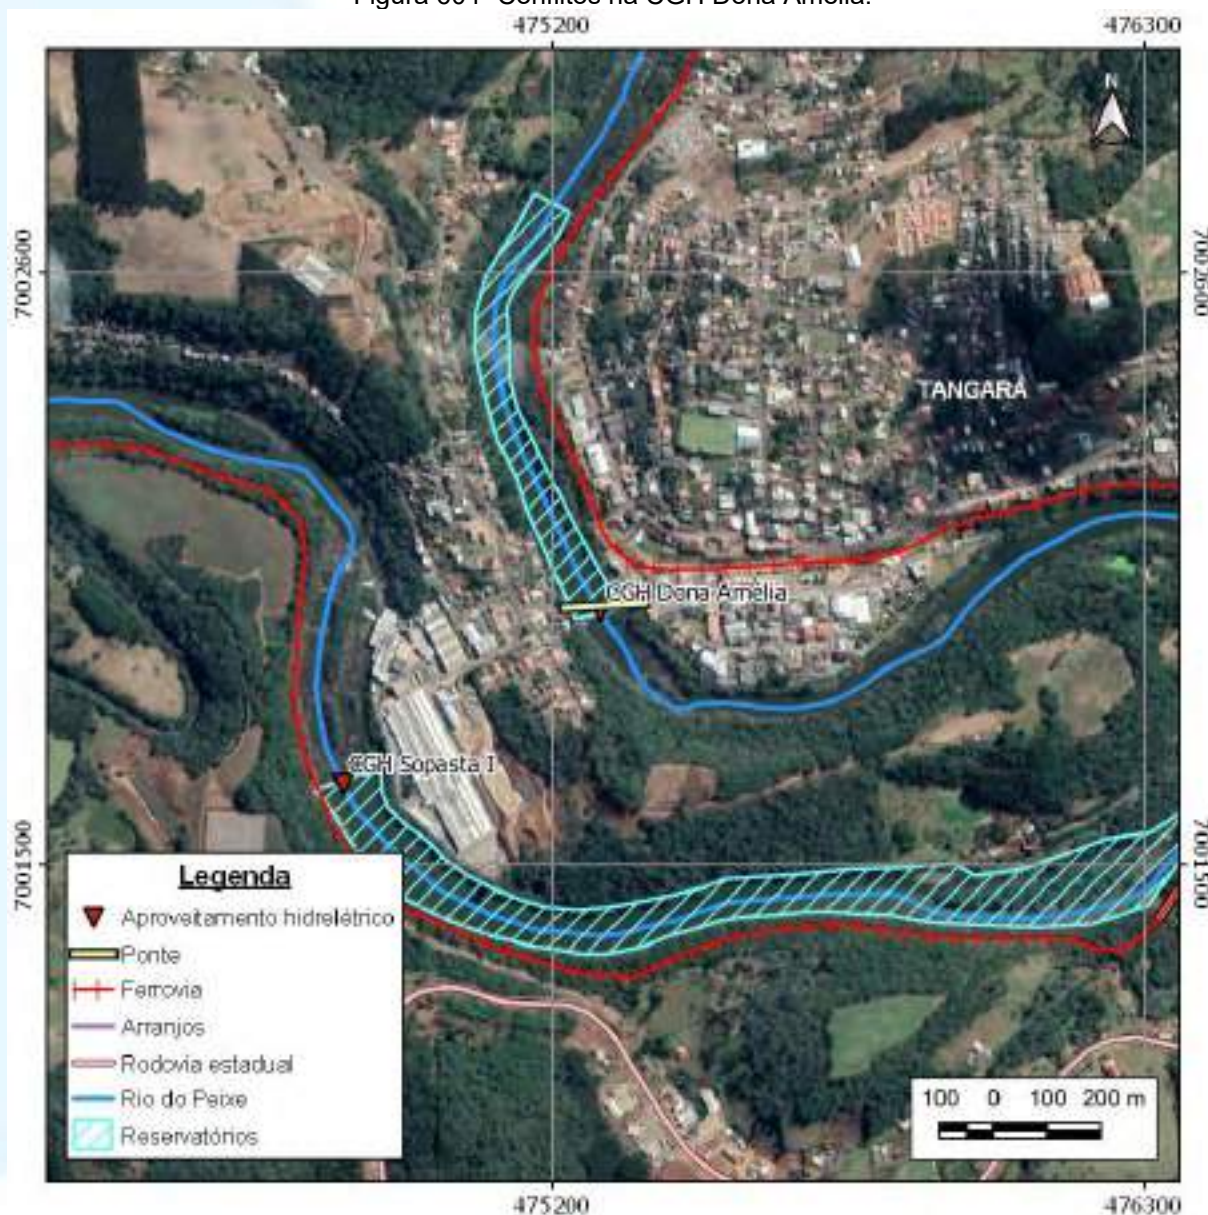 475200
476300
N
7002600
7002600
TANGARÁ
CGH Dona Amélia
CGH Sopasta I
7001500
7001500
Legenda
Aproveitamento hidrelétrico
Ponte
Ferrovia
Arranjos
Rodovia estadual
Rio do Peixe
Reservatórios
100 0 100 200 m
475200
476300